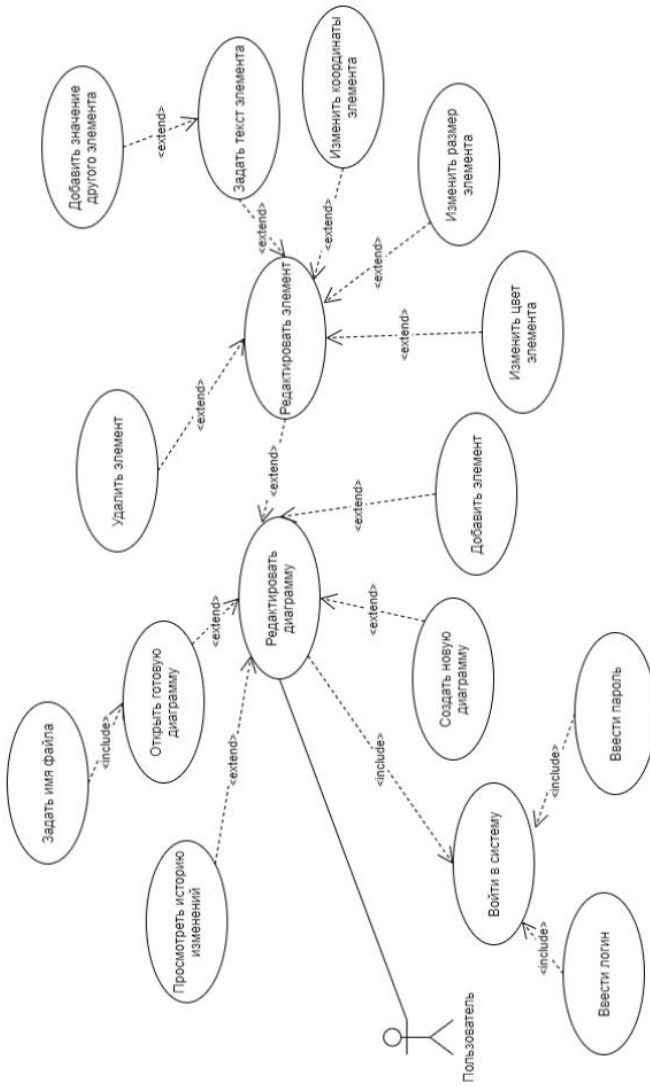 Добавить значение
другого элемента
<extend>
Задать текст элемента
<extend>
Изменить координаты
элемента
<extend>
Изменить размер
элемента
<extend>
Изменить цвет
элемента
<extend>
Редактировать элемент
Удалить элемент
<extend>
<extend>
Добавить элемент
<extend>
Редактировать
диаграмму
Задать имя файла
<include>
Открыть готовую
диаграмму
<extend>
Просмотреть историю
изменений
<extend>
Создать новую
диаграмму
<extend>
<include>
Войти в систему
Ввести пароль
<include>
Ввести логин
<include>
Пользователь